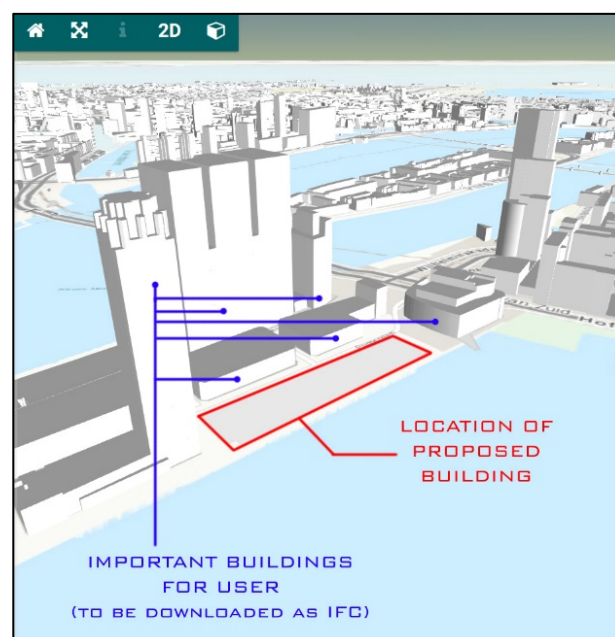 2D
LOCATION OF
PROPOSED
BUILDING
IMPORTANT BUILDINGS
FOR USER
(TO BE DOWNLOADED AS IFC)